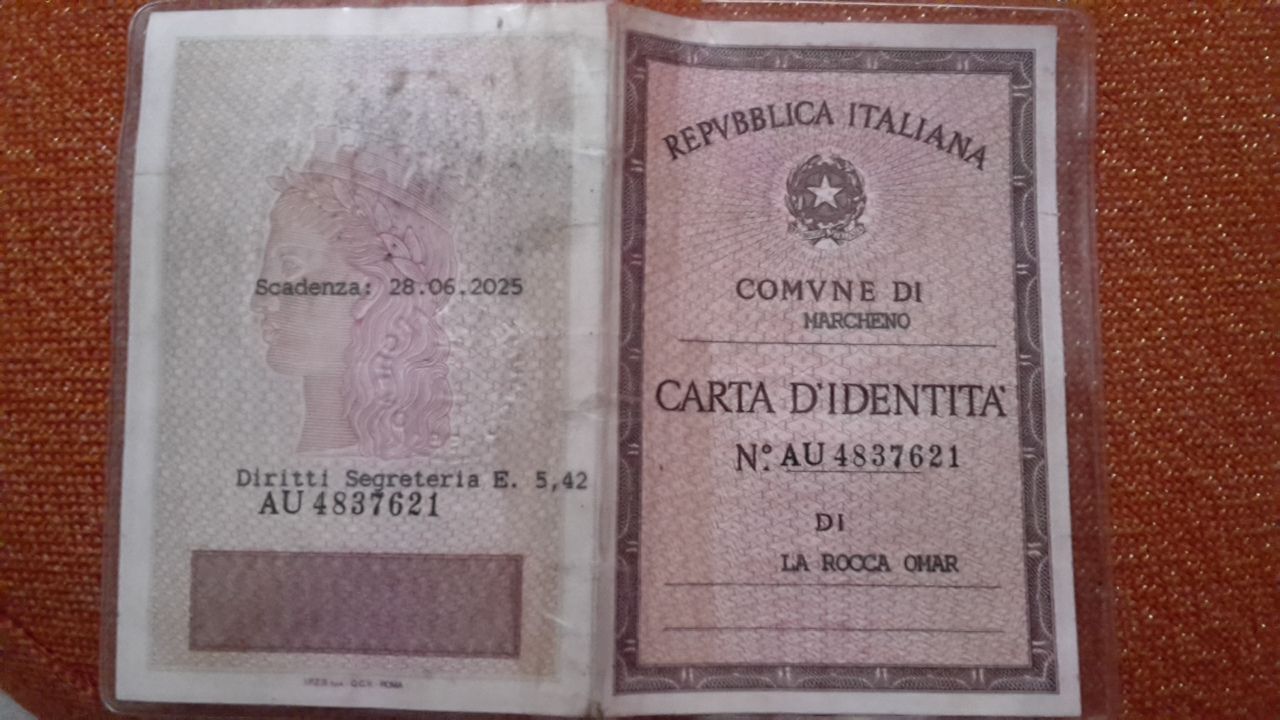 Scadenza: 28.06.2025
Diritti Segreteria E. 5,42
AU 4837621
REPVBBLICA ITALIANA
COMVNE DI
MARCHENO
CARTA D'IDENTITA'
N° AU 4837621
DI
LA ROCCA OMAR